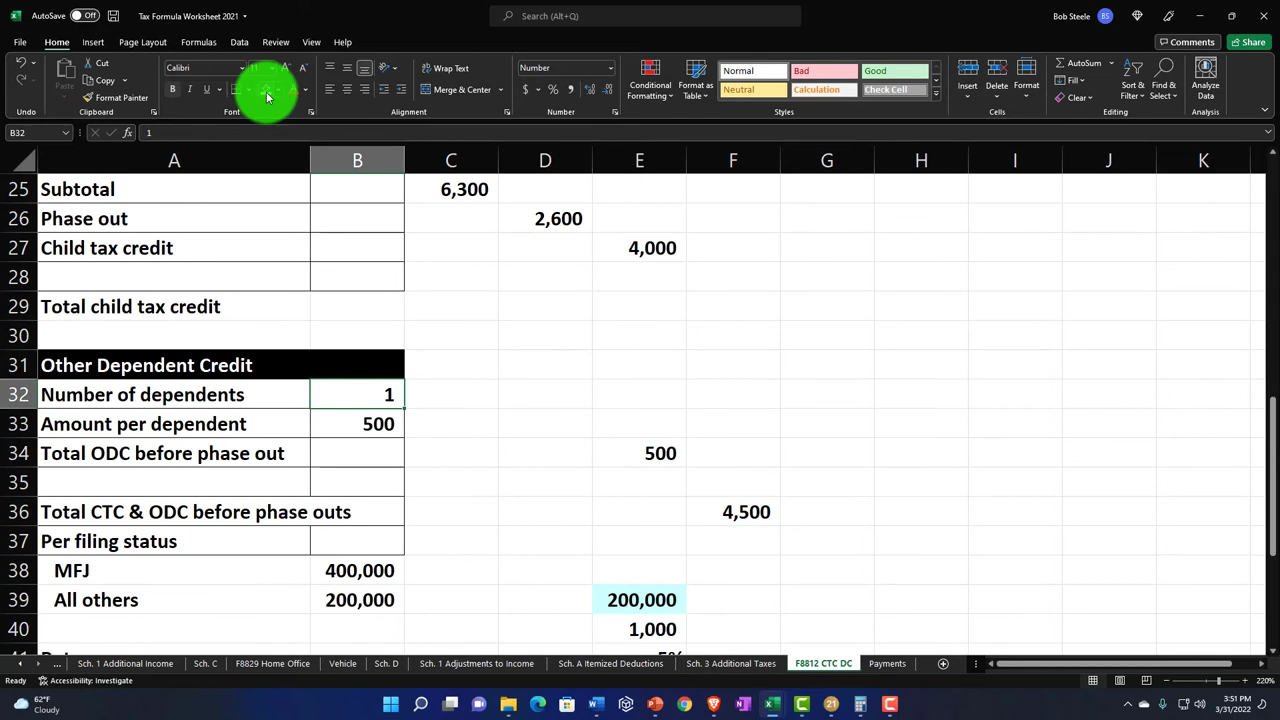 AutoSave Off Tax Formula Worksheet 2021 Search (Alt+Q) Bob Steele BS
File Home Insert Page Layout Formulas Data Review View Help Comments Share
Cut Calibri 11 Wrap Text Number Normal Bad Good AutoSum
Paste Copy Merge & Center Conditional Formatting Format as Table Neutral Calculation Check Cell Insert Delete Format Fill Sort & Filter Find & Select Analyze Data
Format Painter Clear
Undo Clipboard Font Alignment Number Styles Cells Editing Analysis
B32 fx 1
A B C D E F G H I J K
25 Subtotal 6,300
26 Phase out 2,600
27 Child tax credit 4,000
28
29 Total child tax credit
30
31 Other Dependent Credit
32 Number of dependents 1
33 Amount per dependent 500
34 Total ODC before phase out 500
35
36 Total CTC & ODC before phase outs 4,500
37 Per filing status
38 MFJ 400,000
39 All others 200,000 200,000
40 1,000
5%
... Sch. 1 Additional Income Sch. C F8829 Home Office Vehicle Sch. D Sch. 1 Adjustments to Income Sch. A Itemized Deductions Sch. 3 Additional Taxes F8812 CTC DC Payments
Ready Accessibility: Investigate 220%
62°F 3:51 PM
Cloudy 3/31/2022